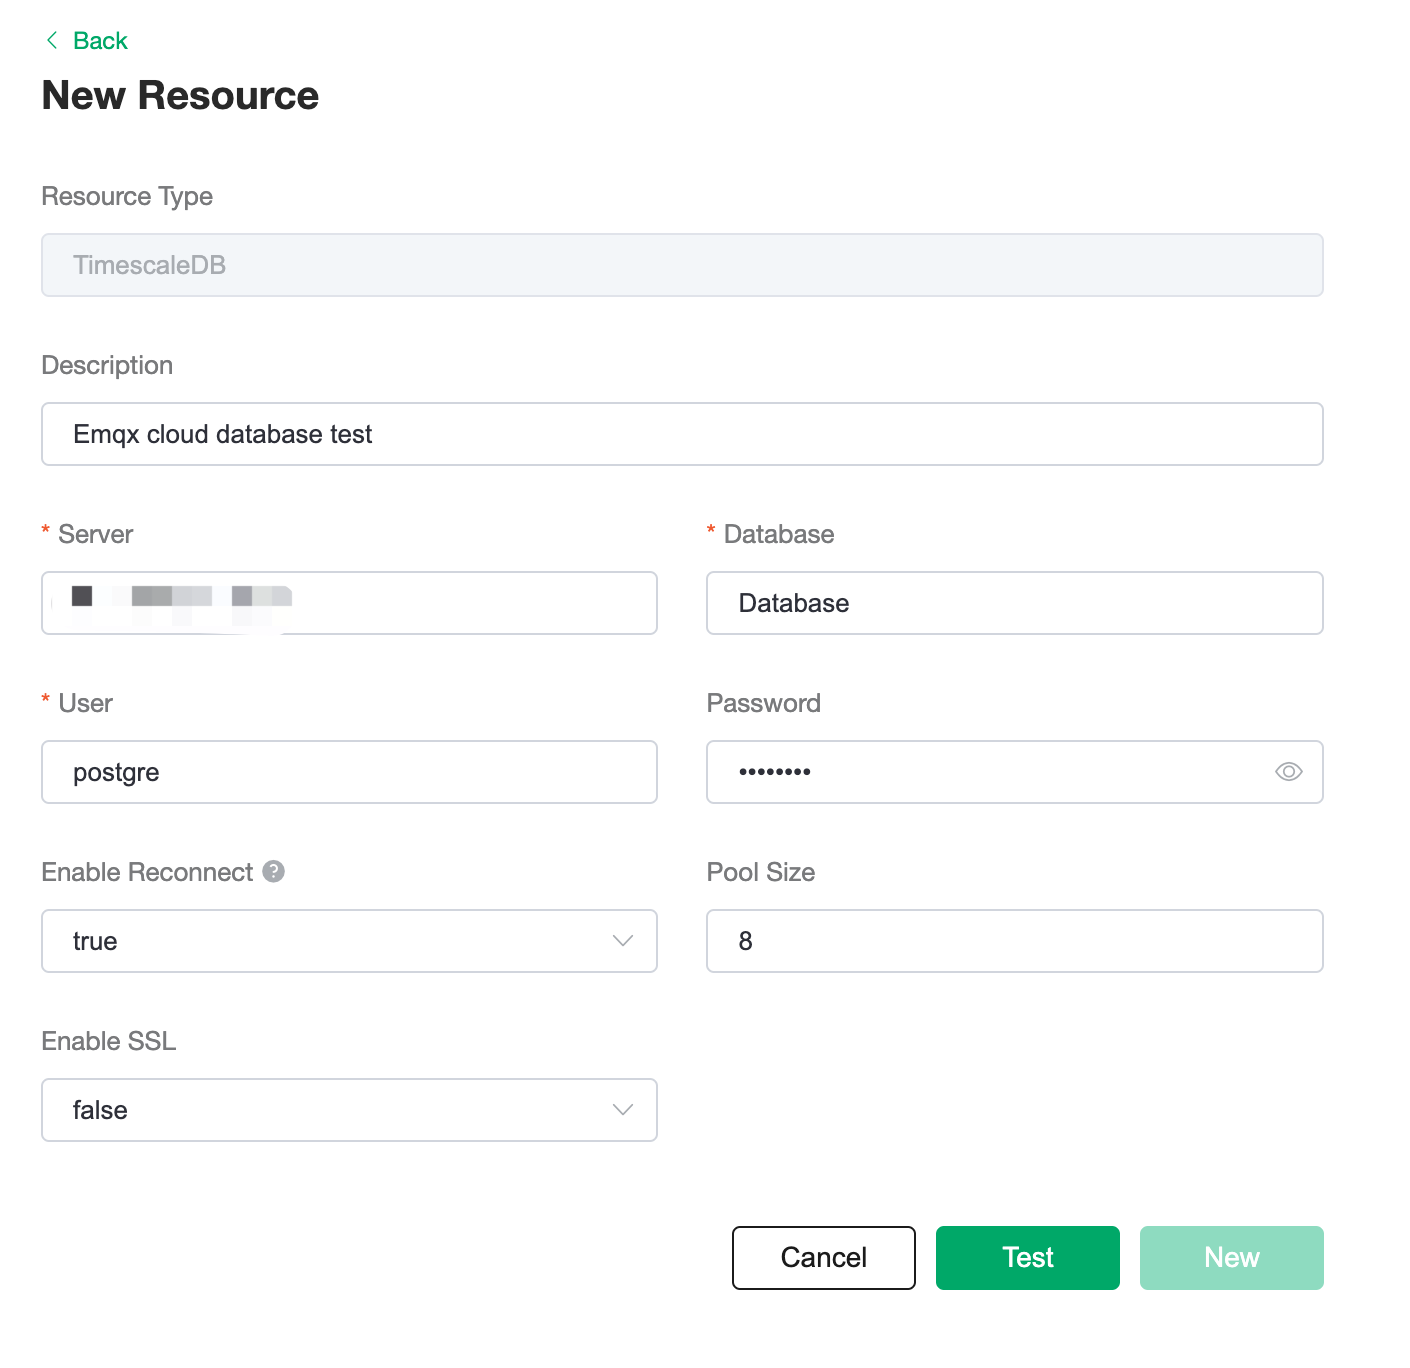 Back
New Resource
Resource Type
TimescaleDB
Description
Emqx cloud database test
* Server
* Database
Database
* User
Password
postgre
••••••••
Enable Reconnect ?
Pool Size
true
8
Enable SSL
false
Cancel
Test
New